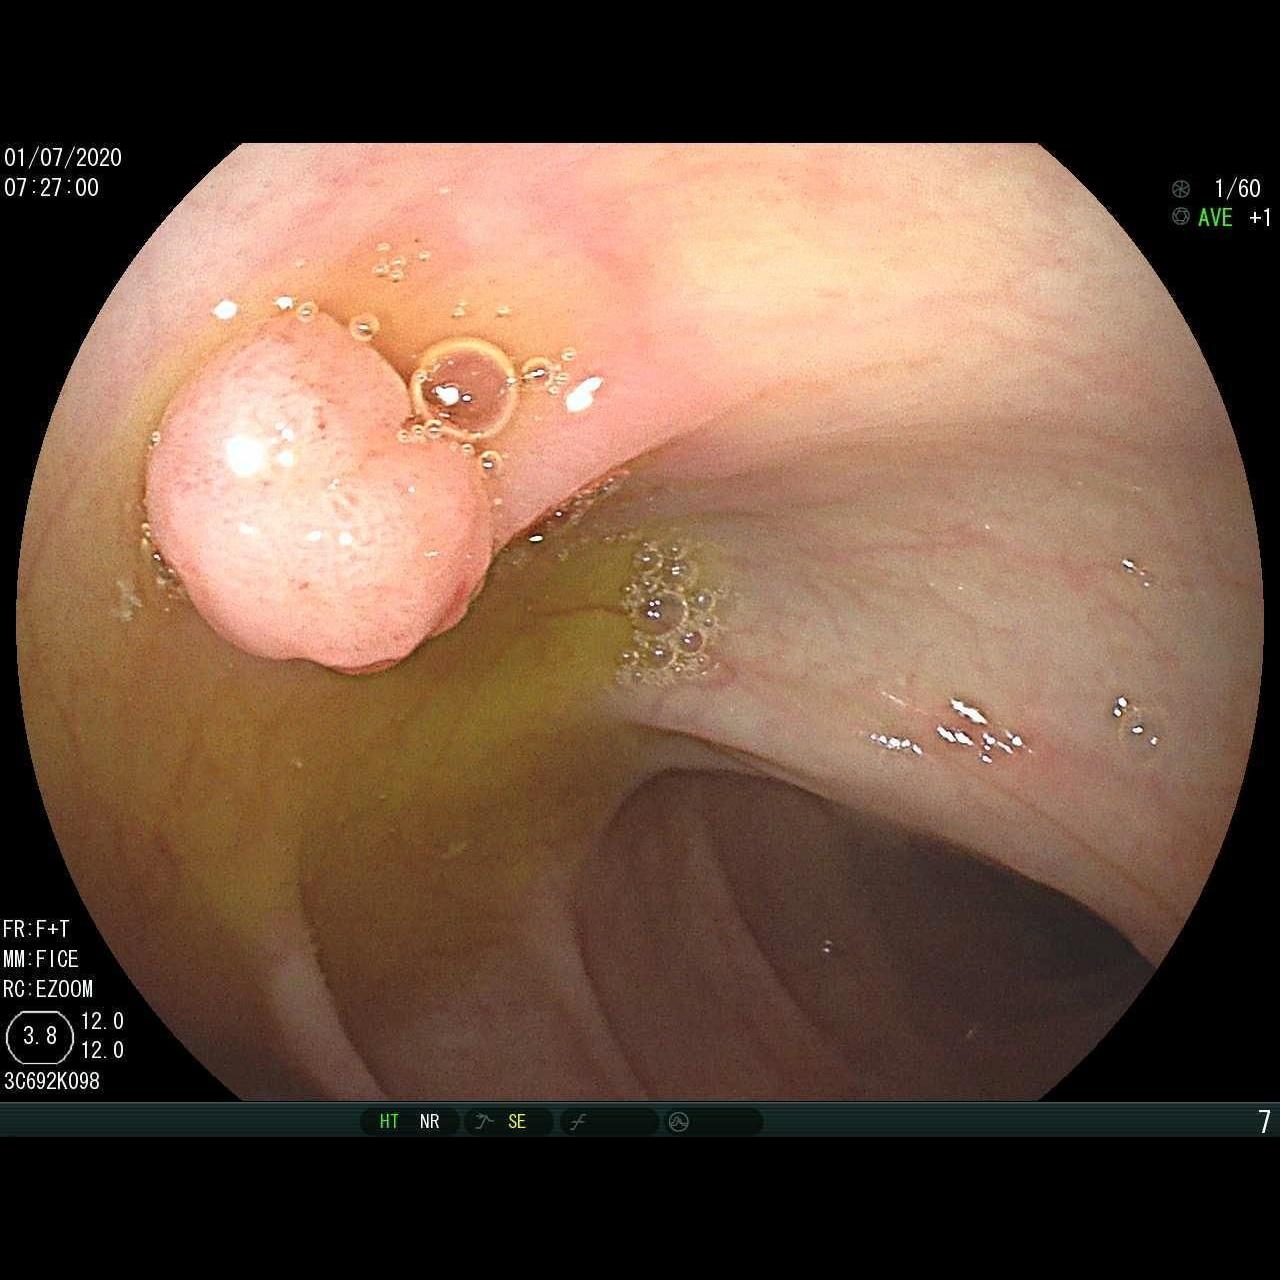 01/07/2020
07:27:00
1/60
AVE +1
FR:F+T
MM:FICE
RC:EZOOM
3.8
12.0
12.0
3C692K098
HT NR SE
7